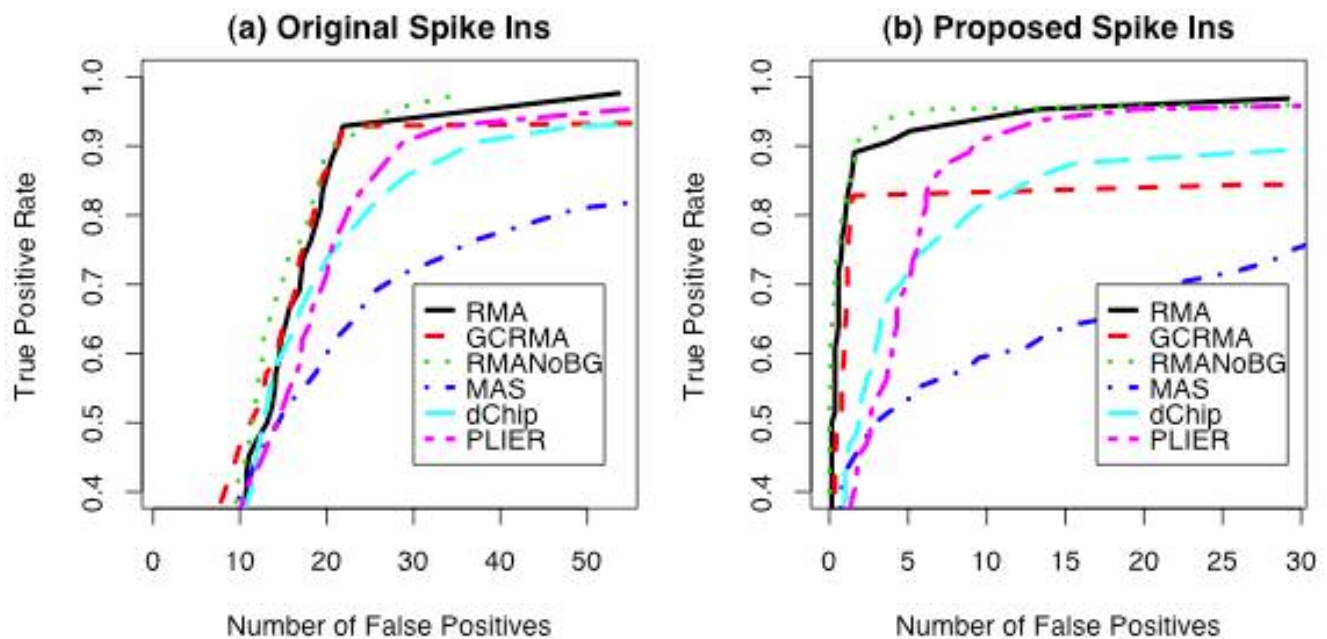 (a) Original Spike Ins
True Positive Rate
1.0
0.9
0.8
0.7
0.6
0.5
0.4
RMA
GCRMA
RMANoBG
MAS
dChip
PLIER
0 10 20 30 40 50
Number of False Positives
(b) Proposed Spike Ins
True Positive Rate
1.0
0.9
0.8
0.7
0.6
0.5
0.4
RMA
GCRMA
RMANoBG
MAS
dChip
PLIER
0 5 10 15 20 25 30
Number of False Positives